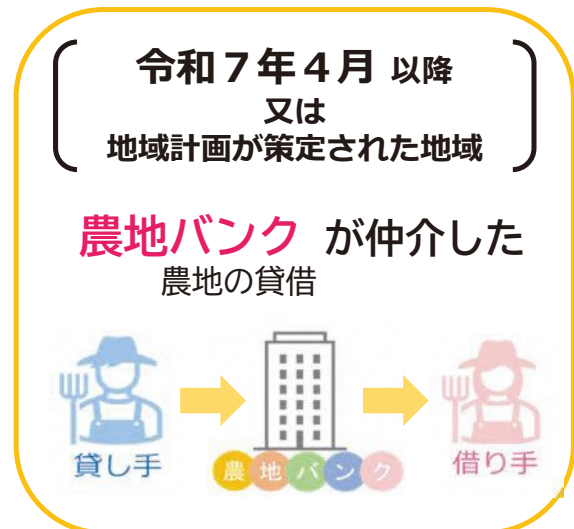 令和７年４月 以降
又は
地域計画が策定された地域
農地バンク が仲介した
農地の貸借
貸し手
農地バンク
借り手